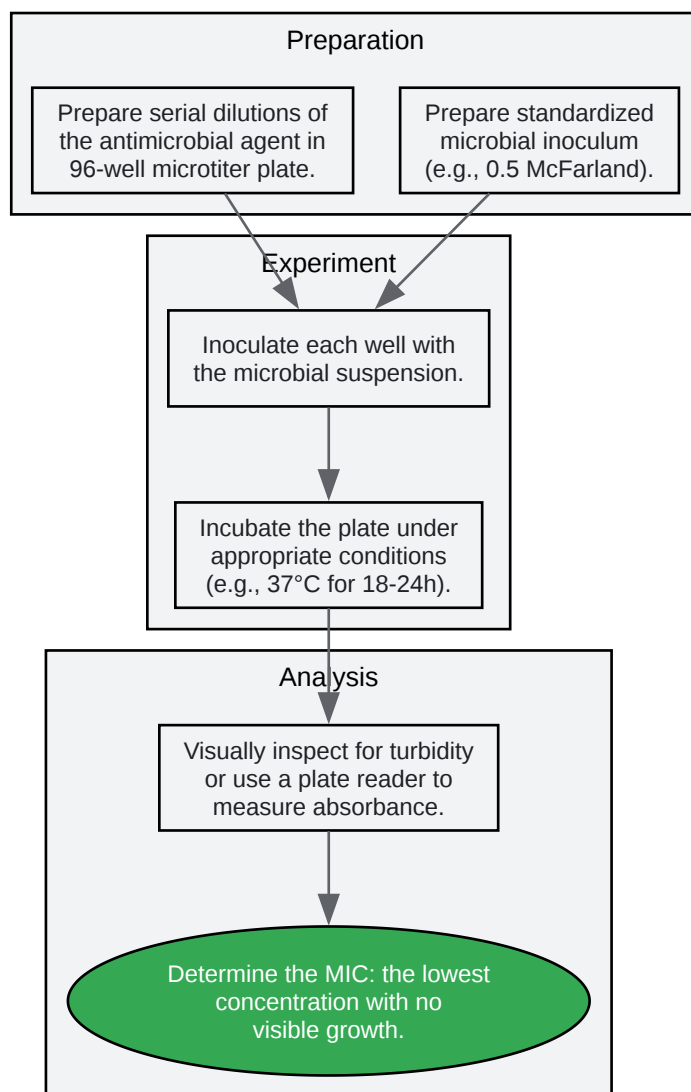 Preparation
Prepare serial dilutions of
the antimicrobial agent in
96-well microtiter plate.
Prepare standardized
microbial inoculum
(e.g., 0.5 McFarland).
Experiment
Inoculate each well with
the microbial suspension.
Incubate the plate under
appropriate conditions
(e.g., 37°C for 18-24h).
Analysis
Visually inspect for turbidity
or use a plate reader to
measure absorbance.
Determine the MIC: the lowest
concentration with no
visible growth.